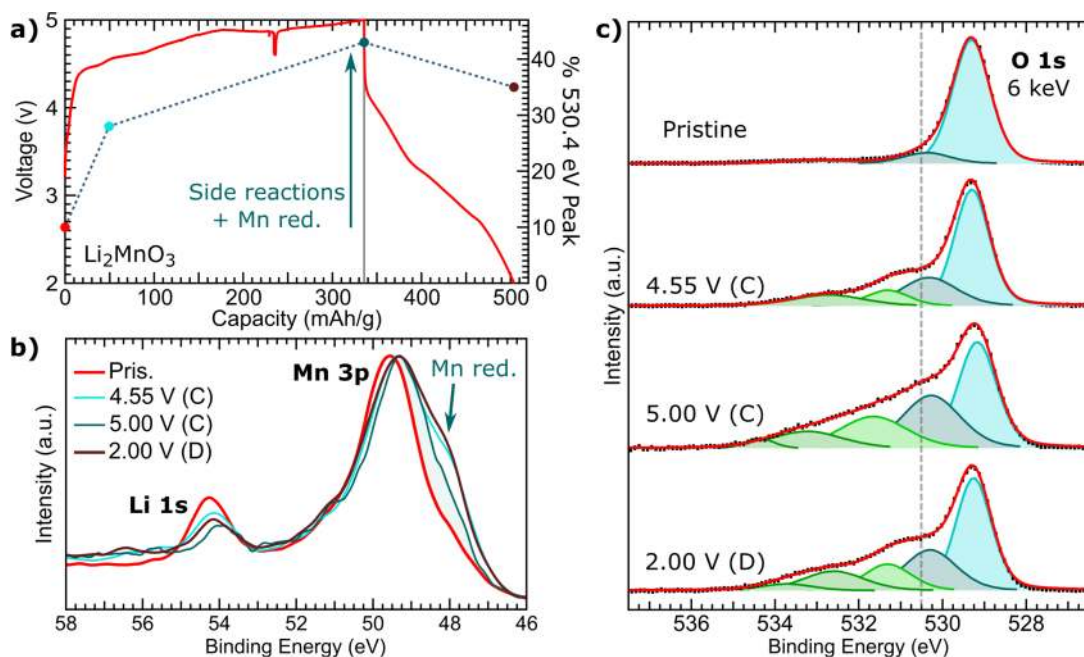 a)
5
4
3
2
Voltage (v)
40
30
20
10
0
% 530.4 eV Peak
Side reactions
+ Mn red.
Li₂MnO₃
0 100 200 300 400 500
Capacity (mAh/g)
b)
Pris.
4.55 V (C)
5.00 V (C)
2.00 V (D)
Mn 3p
Mn red.
Li 1s
Intensity (a.u.)
58 56 54 52 50 48 46
Binding Energy (eV)
c)
O 1s
6 keV
Pristine
4.55 V (C)
5.00 V (C)
2.00 V (D)
Intensity (a.u.)
536 534 532 530 528
Binding Energy (eV)